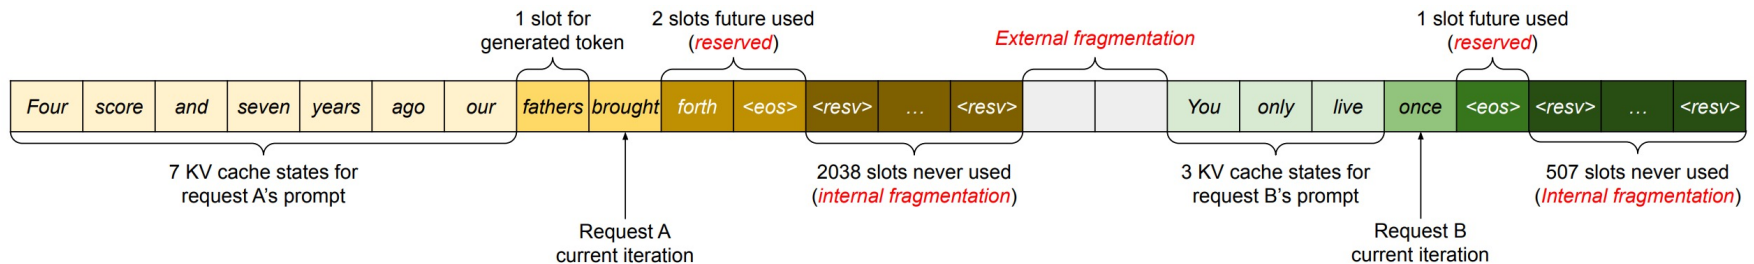 1 slot for
generated token
2 slots future used
(reserved)
External fragmentation
1 slot future used
(reserved)
Four score and seven years ago our fathers brought forth <eos> <resv> … <resv> You only live once <eos> <resv> … <resv>
7 KV cache states for
request A's prompt
2038 slots never used
(internal fragmentation)
3 KV cache states for
request B's prompt
507 slots never used
(Internal fragmentation)
Request A
current iteration
Request B
current iteration